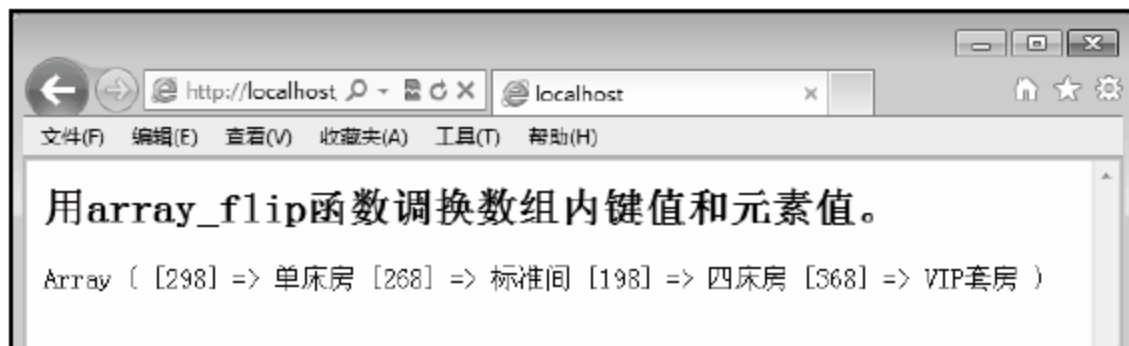 http://localhost
localhost
文件(F) 编辑(E) 查看(V) 收藏夹(A) 工具(T) 帮助(H)
用array_flip函数调换数组内键值和元素值。
Array ( [298] => 单床房 [268] => 标准间 [198] => 四床房 [368] => VIP套房 )